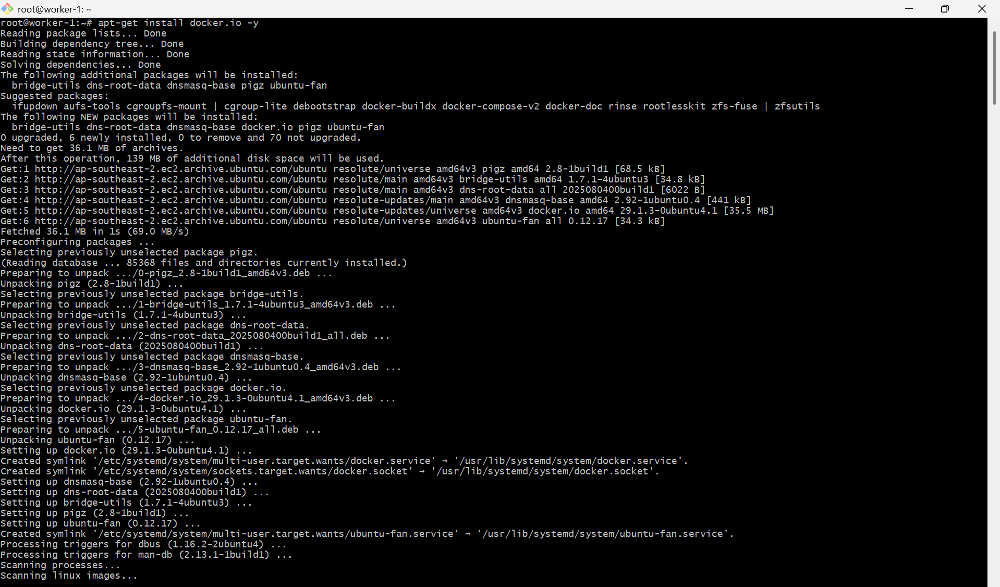 root@worker-1: ~
root@worker-1:~# apt-get install docker.io -y
Reading package lists... Done
Building dependency tree... Done
Reading state information... Done
Solving dependencies... Done
The following additional packages will be installed:
  bridge-utils dns-root-data dnsmasq-base pigz ubuntu-fan
Suggested packages:
  ifupdown aufs-tools cgroupfs-mount | cgroup-lite debootstrap docker-buildx docker-compose-v2 docker-doc rinse rootlesskit zfs-fuse | zfsutils
The following NEW packages will be installed:
  bridge-utils dns-root-data dnsmasq-base docker.io pigz ubuntu-fan
0 upgraded, 6 newly installed, 0 to remove and 70 not upgraded.
Need to get 36.1 MB of archives.
After this operation, 139 MB of additional disk space will be used.
Get:1 http://ap-southeast-2.ec2.archive.ubuntu.com/ubuntu resolute/universe amd64v3 pigz amd64 2.8-1build1 [68.5 kB]
Get:2 http://ap-southeast-2.ec2.archive.ubuntu.com/ubuntu resolute/main amd64v3 bridge-utils amd64 1.7.1-4ubuntu3 [34.8 kB]
Get:3 http://ap-southeast-2.ec2.archive.ubuntu.com/ubuntu resolute/main amd64v3 dns-root-data all 2025080400build1 [6022 B]
Get:4 http://ap-southeast-2.ec2.archive.ubuntu.com/ubuntu resolute-updates/main amd64v3 dnsmasq-base amd64 2.92-1ubuntu0.4 [441 kB]
Get:5 http://ap-southeast-2.ec2.archive.ubuntu.com/ubuntu resolute-updates/universe amd64v3 docker.io amd64 29.1.3-0ubuntu4.1 [35.5 MB]
Get:6 http://ap-southeast-2.ec2.archive.ubuntu.com/ubuntu resolute/universe amd64v3 ubuntu-fan all 0.12.17 [34.3 kB]
Fetched 36.1 MB in 1s (69.0 MB/s)
Preconfiguring packages ...
Selecting previously unselected package pigz.
(Reading database ... 85368 files and directories currently installed.)
Preparing to unpack .../0-pigz_2.8-1build1_amd64v3.deb ...
Unpacking pigz (2.8-1build1) ...
Selecting previously unselected package bridge-utils.
Preparing to unpack .../1-bridge-utils_1.7.1-4ubuntu3_amd64v3.deb ...
Unpacking bridge-utils (1.7.1-4ubuntu3) ...
Selecting previously unselected package dns-root-data.
Preparing to unpack .../2-dns-root-data_2025080400build1_all.deb ...
Unpacking dns-root-data (2025080400build1) ...
Selecting previously unselected package dnsmasq-base.
Preparing to unpack .../3-dnsmasq-base_2.92-1ubuntu0.4_amd64v3.deb ...
Unpacking dnsmasq-base (2.92-1ubuntu0.4) ...
Selecting previously unselected package docker.io.
Preparing to unpack .../4-docker.io_29.1.3-0ubuntu4.1_amd64v3.deb ...
Unpacking docker.io (29.1.3-0ubuntu4.1) ...
Selecting previously unselected package ubuntu-fan.
Preparing to unpack .../5-ubuntu-fan_0.12.17_all.deb ...
Unpacking ubuntu-fan (0.12.17) ...
Setting up docker.io (29.1.3-0ubuntu4.1) ...
Created symlink '/etc/systemd/system/multi-user.target.wants/docker.service' → '/usr/lib/systemd/system/docker.service'.
Created symlink '/etc/systemd/system/sockets.target.wants/docker.socket' → '/usr/lib/systemd/system/docker.socket'.
Setting up dnsmasq-base (2.92-1ubuntu0.4) ...
Setting up dns-root-data (2025080400build1) ...
Setting up bridge-utils (1.7.1-4ubuntu3) ...
Setting up pigz (2.8-1build1) ...
Setting up ubuntu-fan (0.12.17) ...
Created symlink '/etc/systemd/system/multi-user.target.wants/ubuntu-fan.service' → '/usr/lib/systemd/system/ubuntu-fan.service'.
Processing triggers for dbus (1.16.2-2ubuntu4) ...
Processing triggers for man-db (2.13.1-1build1) ...
Scanning processes...
Scanning linux images...